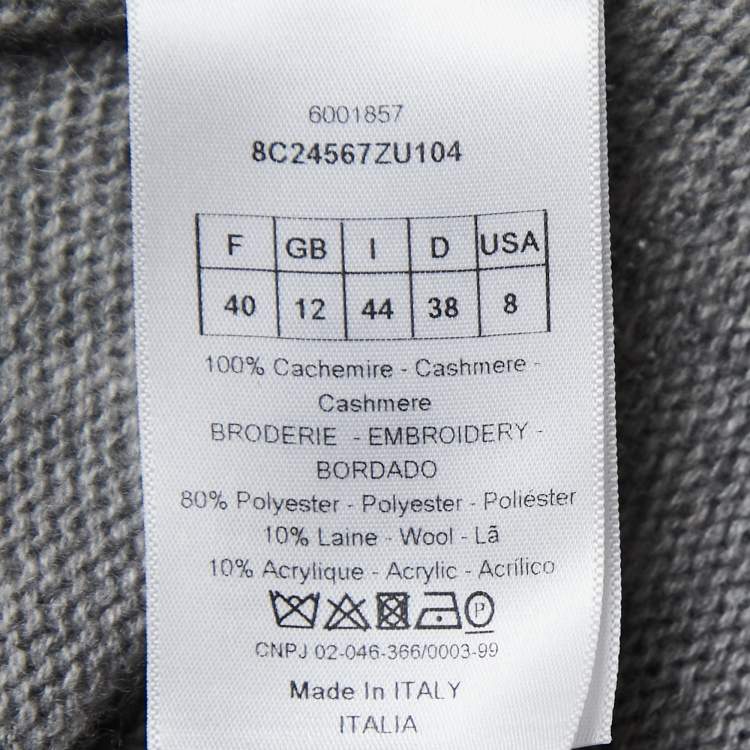 6001857
8C24567ZU104
F GB I D USA
40 12 44 38 8
100% Cachemire - Cashmere -
Cashmere
BRODERIE - EMBROIDERY -
BORDADO
80% Polyester - Polyester - Poliéster
10% Laine - Wool - Lã
10% Acrylique - Acrylic - Acrílico
P
CNPJ 02-046-366/0003-99
Made In ITALY
ITALIA